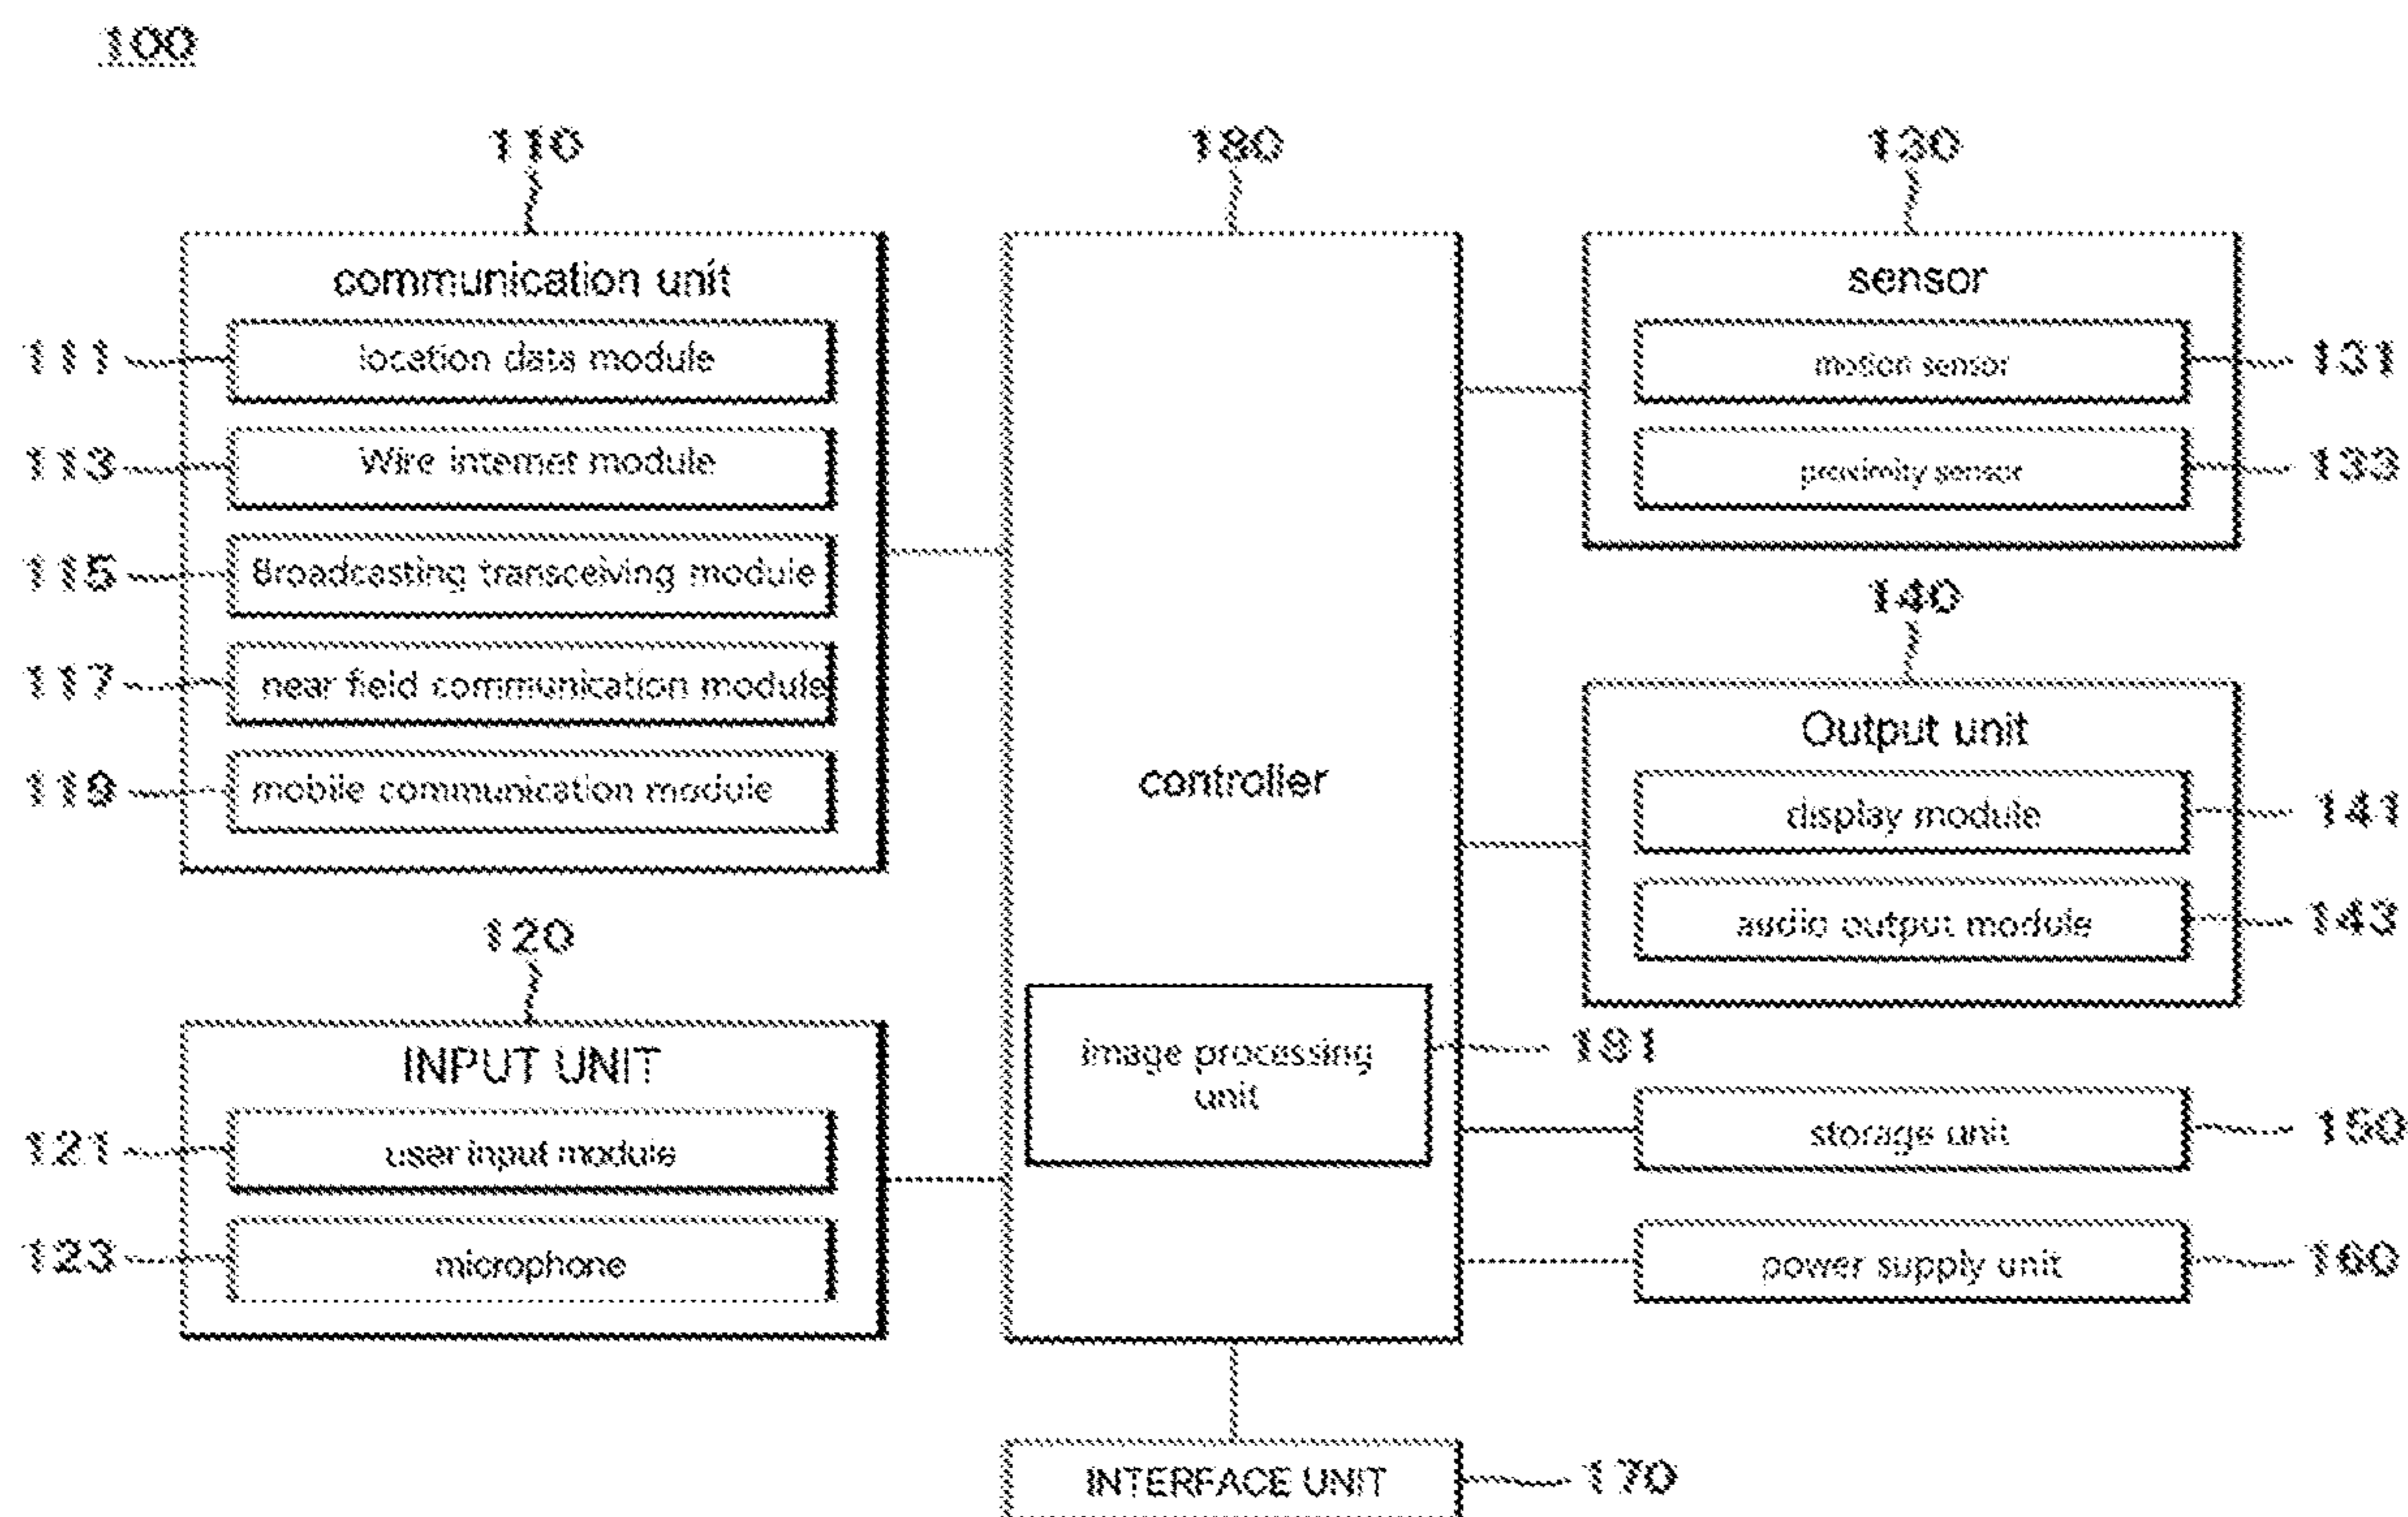 100
110
communication unit
111
location data module
113
Wire internet module
115
Broadcasting transceiving module
117
near field communication module
119
mobile communication module
120
INPUT UNIT
121
user input module
123
microphone
180
controller
image processing
unit
181
INTERFACE UNIT
170
130
sensor
motion sensor
131
proximity sensor
133
140
Output unit
display module
141
audio output module
143
storage unit
150
power supply unit
160